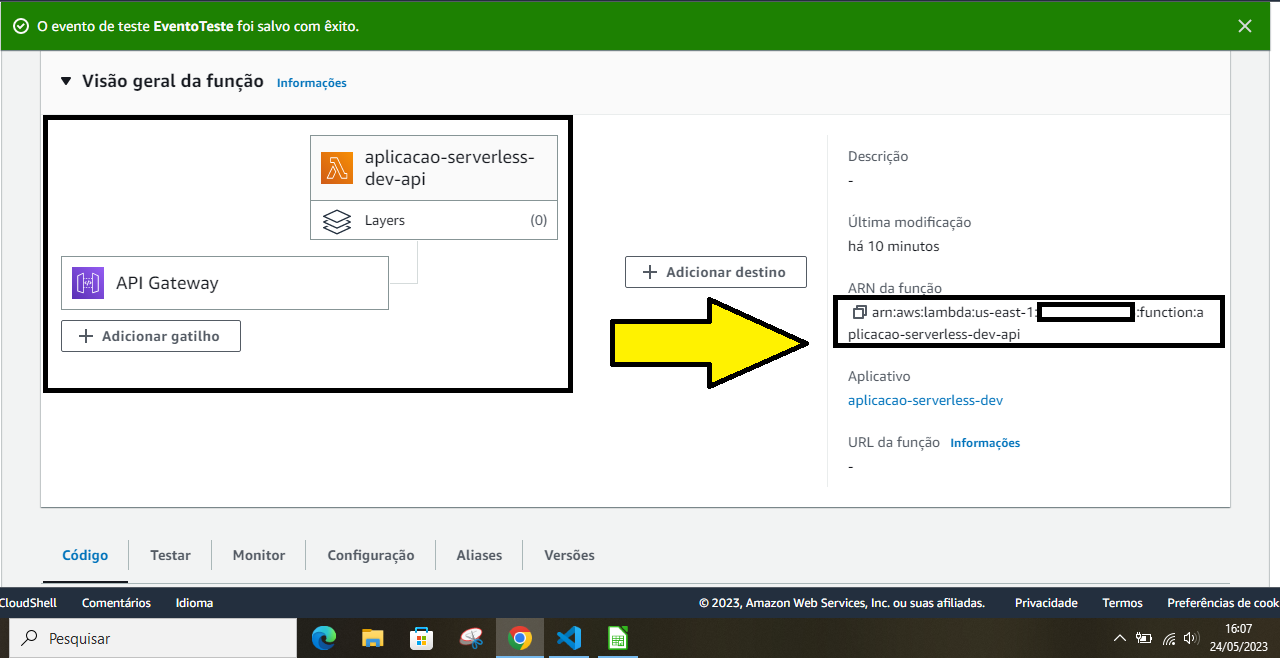 O evento de teste EventoTeste foi salvo com êxito.
Visão geral da função Informações
aplicacao-serverless-
dev-api
Layers (0)
API Gateway
Adicionar gatilho
Adicionar destino
Descrição
-
Última modificação
há 10 minutos
ARN da função
arn:aws:lambda:us-east-1: :function:a
plicacao-serverless-dev-api
Aplicativo
aplicacao-serverless-dev
URL da função Informações
-
Código Testar Monitor Configuração Aliases Versões
CloudShell Comentários Idioma © 2023, Amazon Web Services, Inc. ou suas afiliadas. Privacidade Termos Preferências de cook
Pesquisar
16:07
24/05/2023